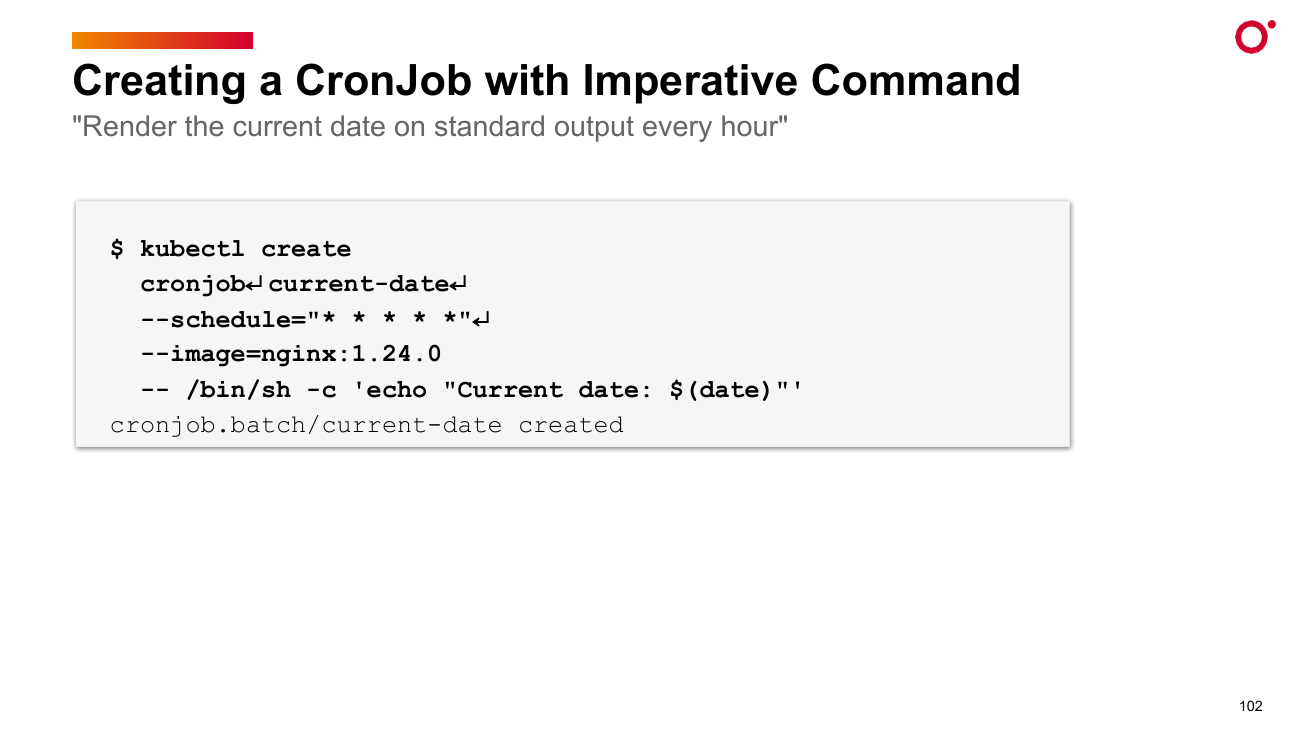 Creating a CronJob with Imperative Command
"Render the current date on standard output every hour"
$ kubectl create
cronjob↵current-date↵
--schedule="* * * * *"↵
--image=nginx:1.24.0
-- /bin/sh -c 'echo "Current date: $(date)"'
cronjob.batch/current-date created
102